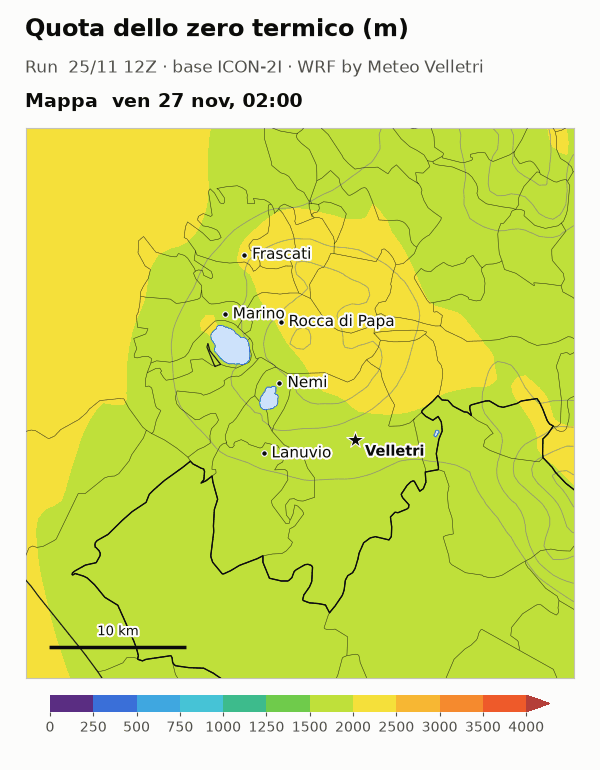 Quota dello zero termico (m)
Run  25/11 12Z · base ICON-2I · WRF by Meteo Velletri
Mappa  ven 27 nov, 02:00
Frascati
Marino
Rocca di Papa
Nemi
Velletri
Lanuvio
10 km
0 250 500 750 1000 1250 1500 2000 2500 3000 3500 4000